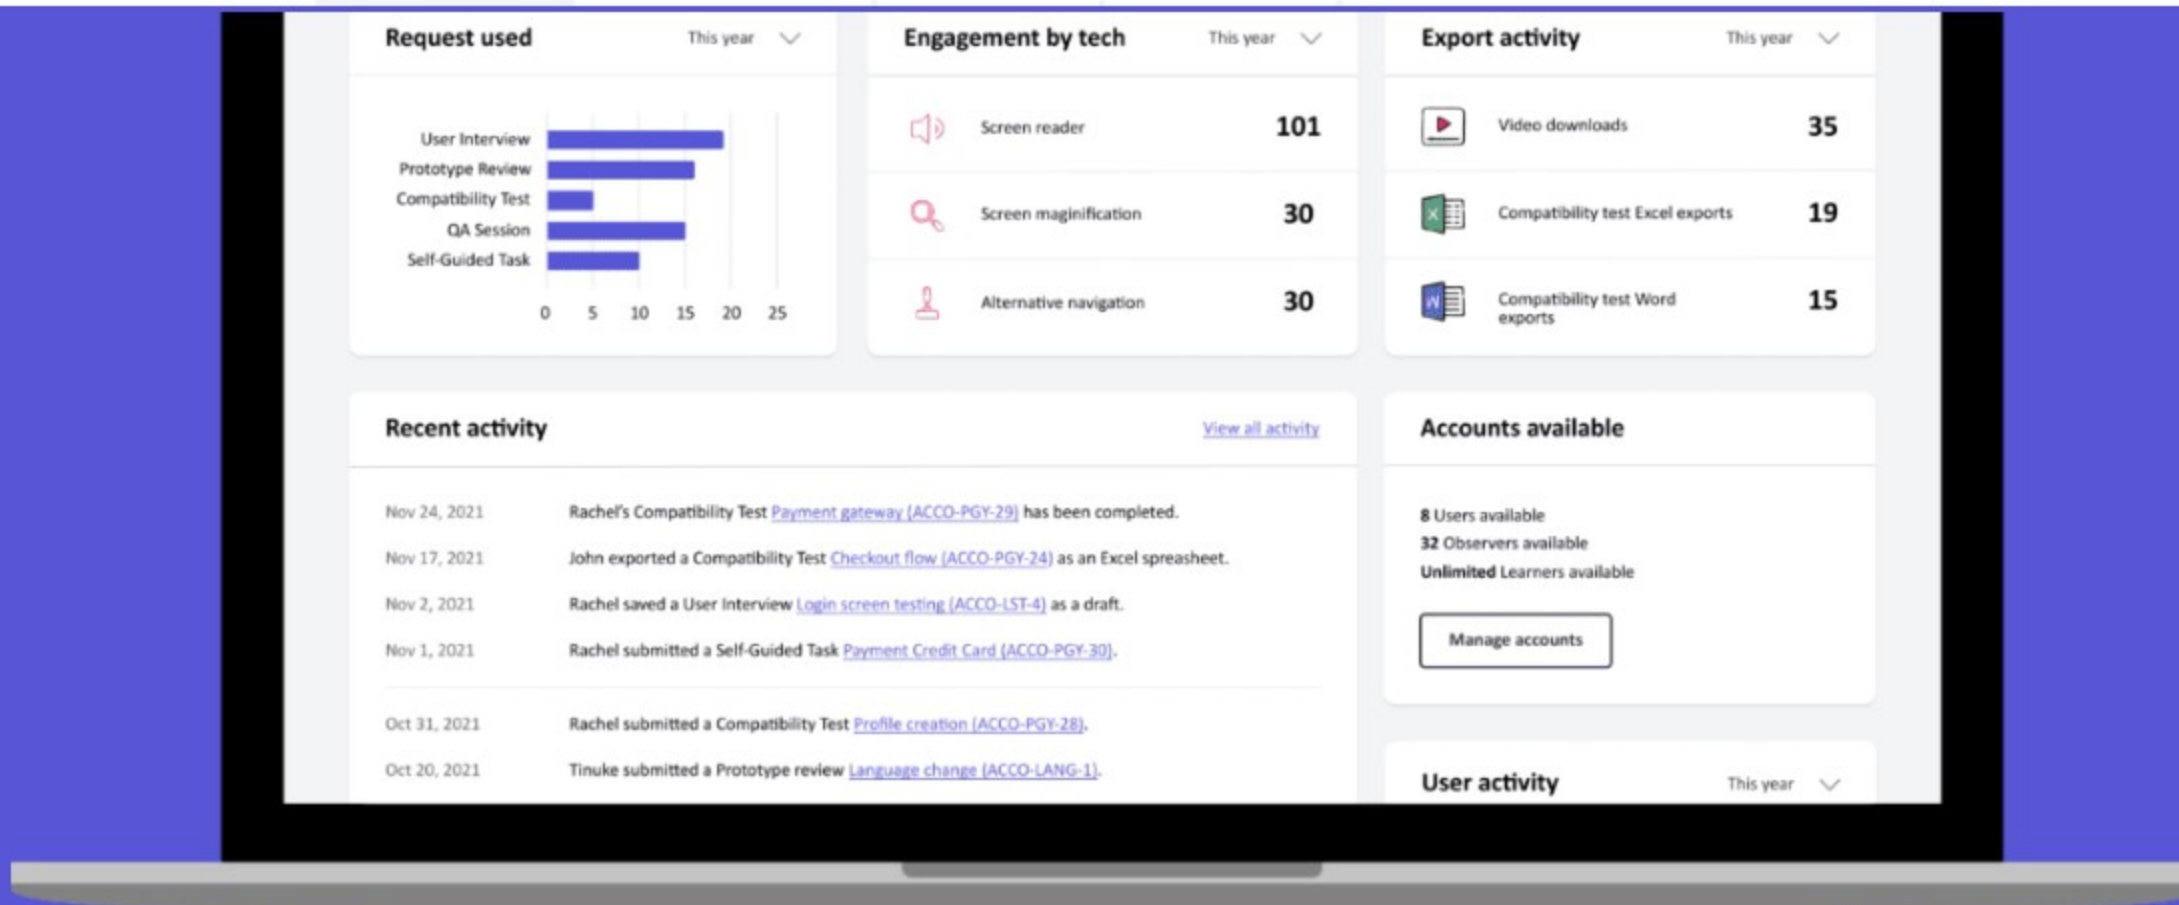 Request used
This year
User Interview
Prototype Review
Compatibility Test
QA Session
Self-Guided Task
0 5 10 15 20 25
Engagement by tech
This year
Screen reader 101
Screen maginification 30
Alternative navigation 30
Export activity
This year
Video downloads 35
Compatibility test Excel exports 19
Compatibility test Word 15
exports
Recent activity
View all activity
Nov 24, 2021 Rachel's Compatibility Test Payment gateway (ACCO-PGY-29) has been completed.
Nov 17, 2021 John exported a Compatibility Test Checkout flow (ACCO-PGY-24) as an Excel spreasheet.
Nov 2, 2021 Rachel saved a User Interview Login screen testing (ACCO-LST-4) as a draft.
Nov 1, 2021 Rachel submitted a Self-Guided Task Payment Credit Card (ACCO-PGY-30).
Oct 31, 2021 Rachel submitted a Compatibility Test Profile creation (ACCO-PGY-28).
Oct 20, 2021 Tinuke submitted a Prototype review Language change (ACCO-LANG-1).
Accounts available
8 Users available
32 Observers available
Unlimited Learners available
Manage accounts
User activity
This year